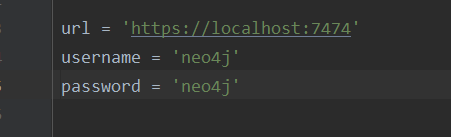 url = 'https://localhost:7474'
username = 'neo4j'
password = 'neo4j'